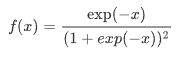 f(x) = exp(−x) / (1 + exp(−x))²